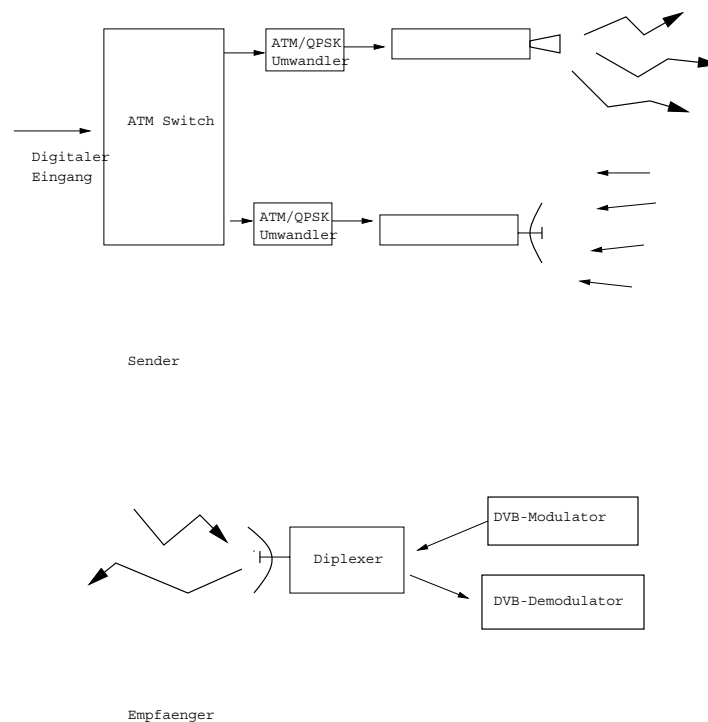 ATM/QPSK
Umwandler
ATM Switch
Digitaler
Eingang
ATM/QPSK
Umwandler
Sender
DVB-Modulator
Diplexer
DVB-Demodulator
Empfaenger